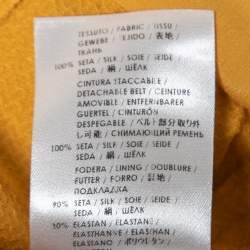 TESSUTO / FABRIC / TISSU
GEWEBE / TEJIDO / 表地 /
ТКАНЬ
100% SETA / SILK / SOIE / SEIDE
SEDA / 絹 / ШЁЛК
CINTURA STACCABILE /
DETACHABLE BELT / CEINTURE
AMOVIBLE / ENTFERNBARER
GUERTEL / CINTURÓN
DESPEGABLE / ベルト部分取り外
し可能 / СНИМАЮЩИЙ РЕМЕНЬ
100% SETA / SILK / SOIE / SEIDE
SEDA / 絹 / ШЁЛК
FODERA / LINING / DOUBLURE /
FUTTER / FORRO / 裏地 /
ПОДКЛАДКА
90% SETA / SILK / SOIE / SEIDE
SEDA / 絹 / ШЁЛК
10% ELASTAN / ELASTANE /
ELASTHANNE / ELASTHAN /
ELASTANO / ポリウレタン /